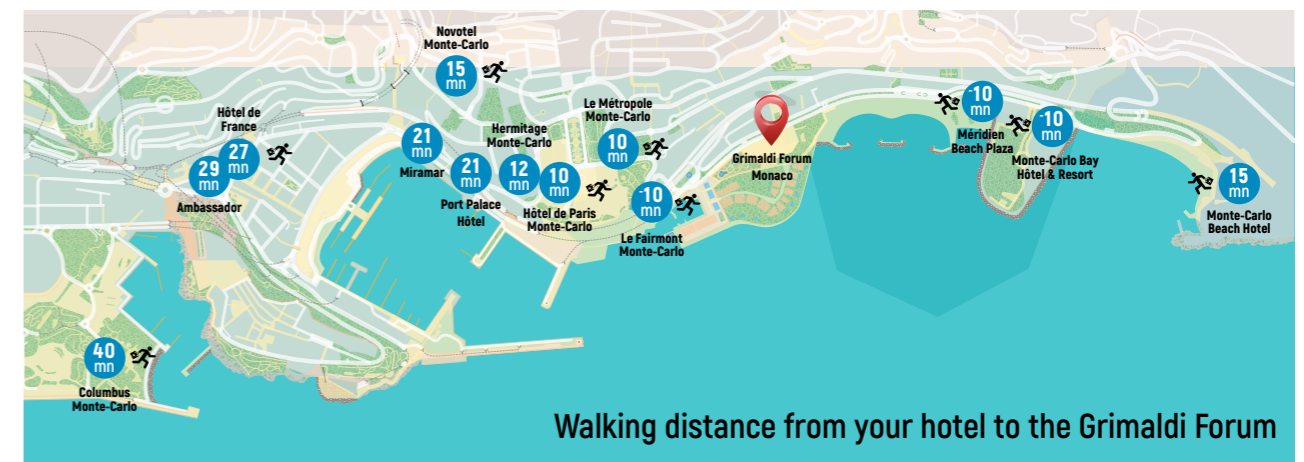 Novotel
Monte-Carlo
15
mn
Hôtel de
France
27
mn
29
mn
Ambassador
21
mn
Miramar
21
mn
Port Palace
Hôtel
Hermitage
Monte-Carlo
12
mn
10
mn
Hôtel de Paris
Monte-Carlo
Le Métropole
Monte-Carlo
10
mn
-10
mn
Le Fairmont
Monte-Carlo
Grimaldi Forum
Monaco
-10
mn
Méridien
Beach Plaza
-10
mn
Monte-Carlo Bay
Hôtel & Resort
15
mn
Monte-Carlo
Beach Hotel
40
mn
Columbus
Monte-Carlo
Walking distance from your hotel to the Grimaldi Forum